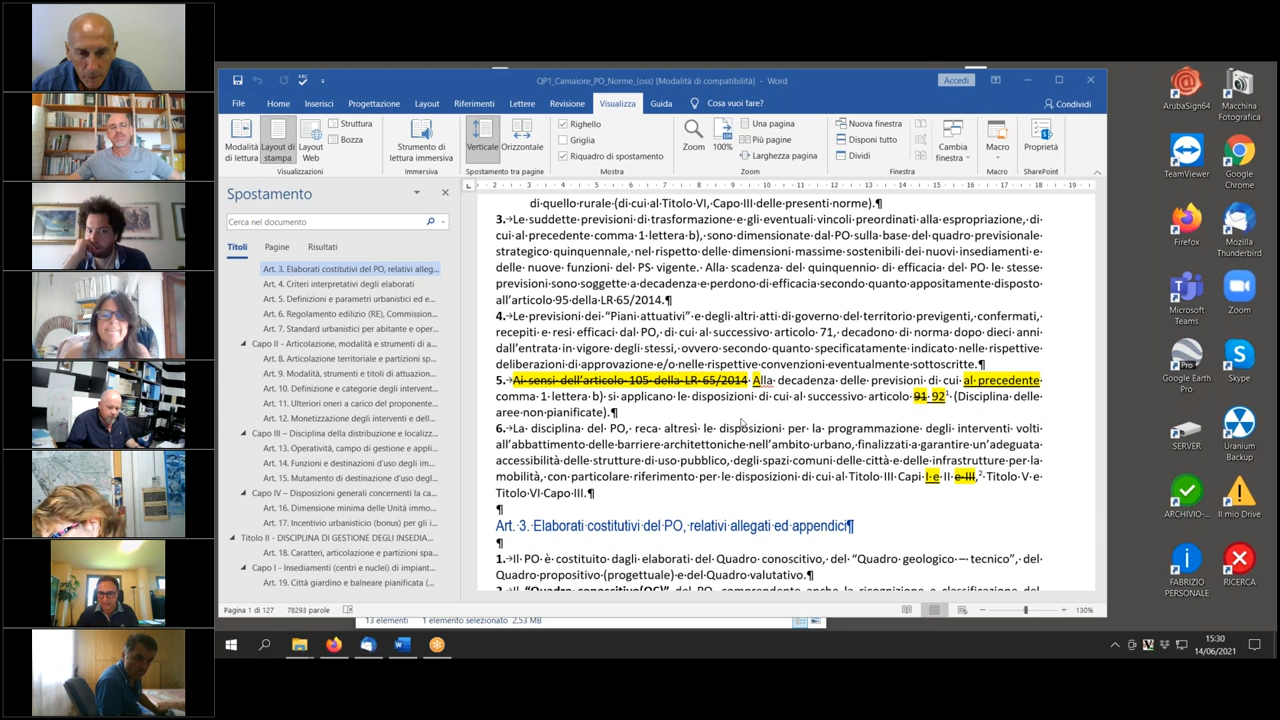 QP1_Camaiore_PO_Norme_(oss) [Modalità di compatibilità] - Word
Accedi
File Home Inserisci Progettazione Layout Riferimenti Lettere Revisione Visualizza Guida Cosa vuoi fare? Condividi
Modalità di lettura
Layout di stampa
Layout Web
Struttura
Bozza
Visualizzazioni
Strumento di lettura immersiva
Immersiva
Verticale
Orizzontale
Spostamento tra pagine
Righello
Griglia
Riquadro di spostamento
Mostra
Zoom
100%
Una pagina
Più pagine
Larghezza pagina
Zoom
Nuova finestra
Disponi tutto
Dividi
Cambia finestra
Finestra
Macro
Macro
Proprietà
SharePoint
Spostamento
Cerca nel documento
Titoli Pagine Risultati
Art. 3. Elaborati costitutivi del PO, relativi alleg...
Art. 4. Criteri interpretativi degli elaborati
Art. 5. Definizioni e parametri urbanistici ed e...
Art. 6. Regolamento edilizio (RE), Commission...
Art. 7. Standard urbanistici per abitante e oper...
Capo II - Articolazione, modalità e strumenti di a...
Art. 8. Articolazione territoriale e partizioni sp...
Art. 9. Modalità, strumenti e titoli di attuazion...
Art. 10. Definizione e categorie degli intervent...
Art. 11. Ulteriori oneri a carico del proponente...
Art. 12. Monetizzazione degli interventi e dell...
Capo III – Disciplina della distribuzione e localizz...
Art. 13. Operatività, campo di gestione e appli...
Art. 14. Funzioni e destinazioni d'uso degli im...
Art. 15. Mutamento di destinazione d'uso degl...
Capo IV – Disposizioni generali concernenti la ca...
Art. 16. Dimensione minima delle Unità immo...
Art. 17. Incentivo urbanistico (bonus) per gli i...
Titolo II - DISCIPLINA DI GESTIONE DEGLI INSEDIA...
Art. 18. Caratteri, articolazione e partizioni spa...
Capo I - Insediamenti (centri e nuclei) di impiant...
Art. 19. Città giardino e balneare pianificata (...
2 1 1 2 3 4 5 6 7 8 9 10 11 12 13 14 15 16 17 18 19
di quello rurale (di cui al Titolo VI, Capo III delle presenti norme).¶
3. Le suddette previsioni di trasformazione e gli eventuali vincoli preordinati alla espropriazione, di
cui al precedente comma 1 lettera b), sono dimensionate dal PO sulla base del quadro previsionale
strategico quinquennale, nel rispetto delle dimensioni massime sostenibili dei nuovi insediamenti e
delle nuove funzioni del PS vigente. Alla scadenza del quinquennio di efficacia del PO le stesse
previsioni sono soggette a decadenza e perdono di efficacia secondo quanto appositamente disposto
all'articolo 95 della LR 65/2014.¶
4. Le previsioni dei “Piani attuativi” e degli altri atti di governo del territorio previgenti, confermati,
recepiti e resi efficaci dal PO, di cui al successivo articolo 71, decadono di norma dopo dieci anni
dall'entrata in vigore degli stessi, ovvero secondo quanto specificatamente indicato nelle rispettive
deliberazioni di approvazione e/o nelle rispettive convenzioni eventualmente sottoscritte.¶
5. Ai sensi dell'articolo 105 della LR 65/2014 Alla decadenza delle previsioni di cui al precedente
comma 1 lettera b) si applicano le disposizioni di cui al successivo articolo 91 92¹ (Disciplina delle
aree non pianificate).¶
6. La disciplina del PO, reca altresì le disposizioni per la programmazione degli interventi volti
all'abbattimento delle barriere architettoniche nell'ambito urbano, finalizzati a garantire un'adeguata
accessibilità delle strutture di uso pubblico, degli spazi comuni delle città e delle infrastrutture per la
mobilità, con particolare riferimento per le disposizioni di cui al Titolo III Capi I e II e III,² Titolo V e
Titolo VI Capo III.¶
¶
Art. 3. Elaborati costitutivi del PO, relativi allegati ed appendici¶
¶
1. Il PO è costituito dagli elaborati del Quadro conoscitivo, del “Quadro geologico – tecnico”, del
Quadro propositivo (progettuale) e del Quadro valutativo.¶
Pagina 1 di 127 78293 parole
130%
13 elementi 1 elemento selezionato 2,53 MB
ArubaSign64
Macchina Fotografica
TeamViewer
Google Chrome
Firefox
Mozilla Thunderbird
Microsoft Teams
Zoom
Google Earth Pro
Skype
SERVER
Uranium Backup
ARCHIVIO-...
Il mio Drive
FABRIZIO PERSONALE
RICERCA
15:30
14/06/2021